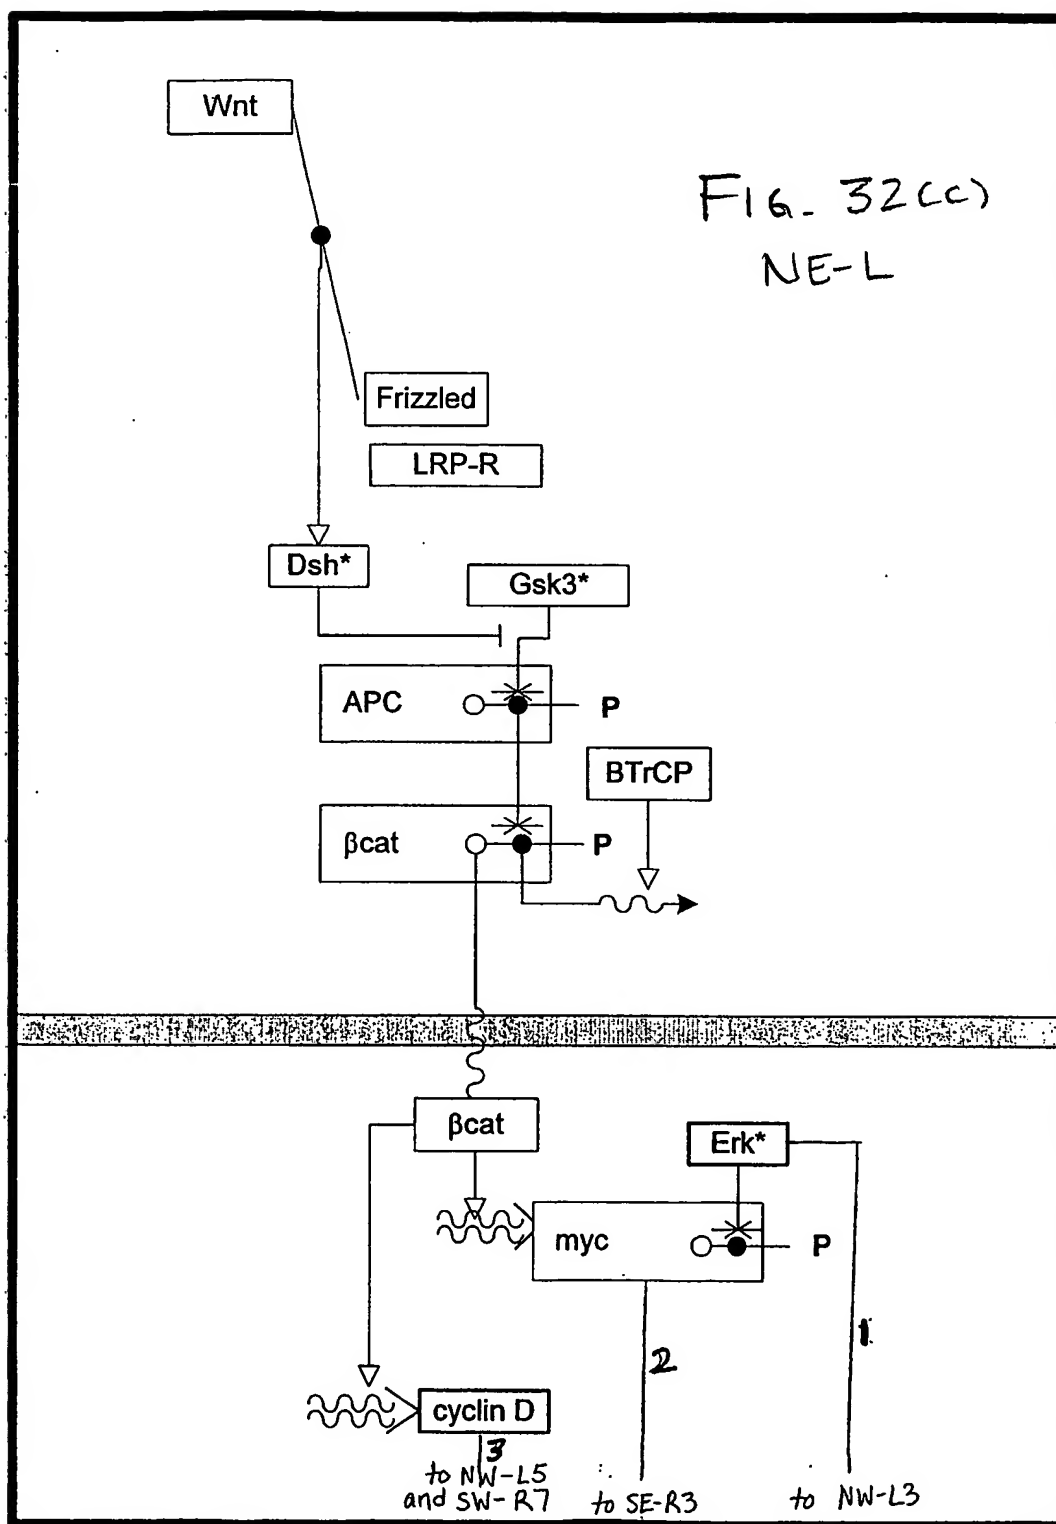 Wnt
FIG. 32(c)
NE-L
Frizzled
LRP-R
Dsh*
Gsk3*
APC
P
BTrCP
βcat
P
βcat
Erk*
myc
P
1
2
cyclin D
3
to NW-L5
and SW-R7
to SE-R3
to NW-L3